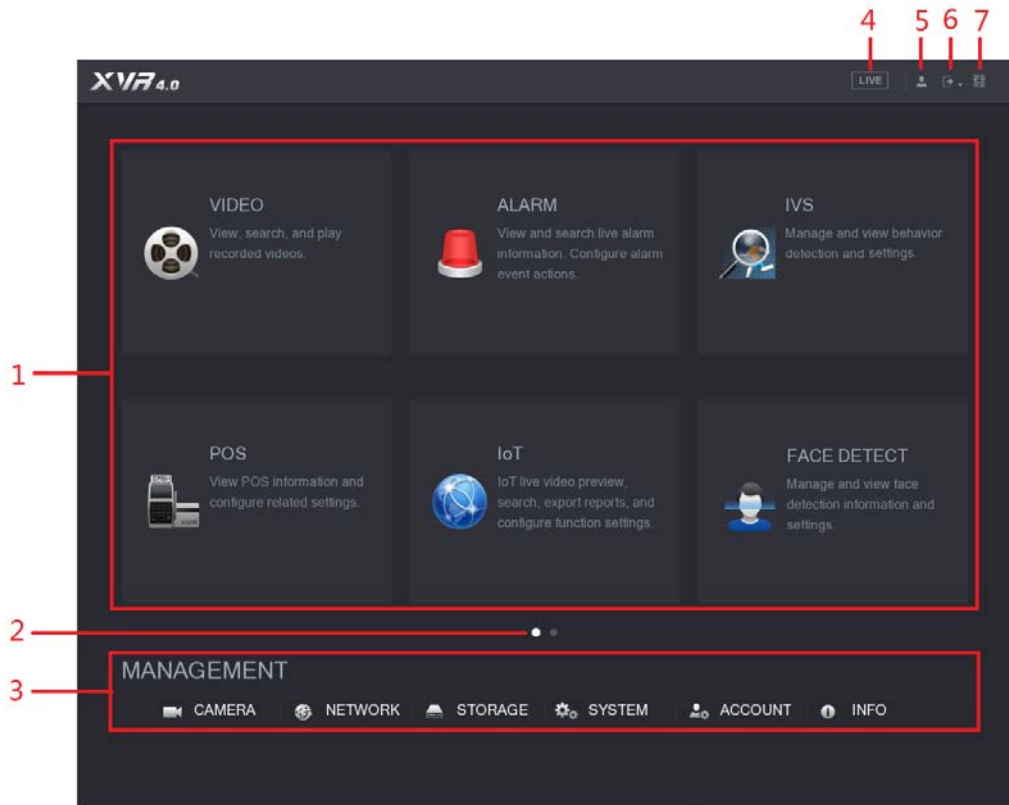 4 5 6 7
XVR 4.0
LIVE
VIDEO
View, search, and play
recorded videos.
ALARM
View and search live alarm
information. Configure alarm
event actions.
IVS
Manage and view behavior
detection and settings.
1
POS
View POS information and
configure related settings.
IoT
IoT live video preview,
search, export reports, and
configure function settings.
FACE DETECT
Manage and view face
detection information and
settings.
2
3
MANAGEMENT
CAMERA NETWORK STORAGE SYSTEM ACCOUNT INFO